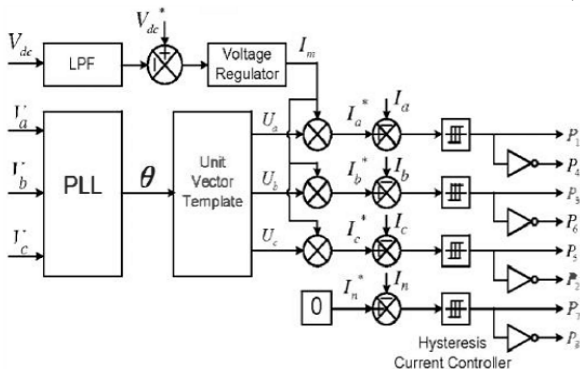 V_dc
LPF
V_dc*
Voltage
Regulator
I_m
V_a
V_b
V_c
PLL
θ
Unit
Vector
Template
U_a
U_b
U_c
I_a*
I_a
I_b*
I_b
I_c*
I_c
0
I_n*
I_n
P_1
P_4
P_3
P_6
P_5
P_2
P_7
P_8
Hysteresis
Current Controller